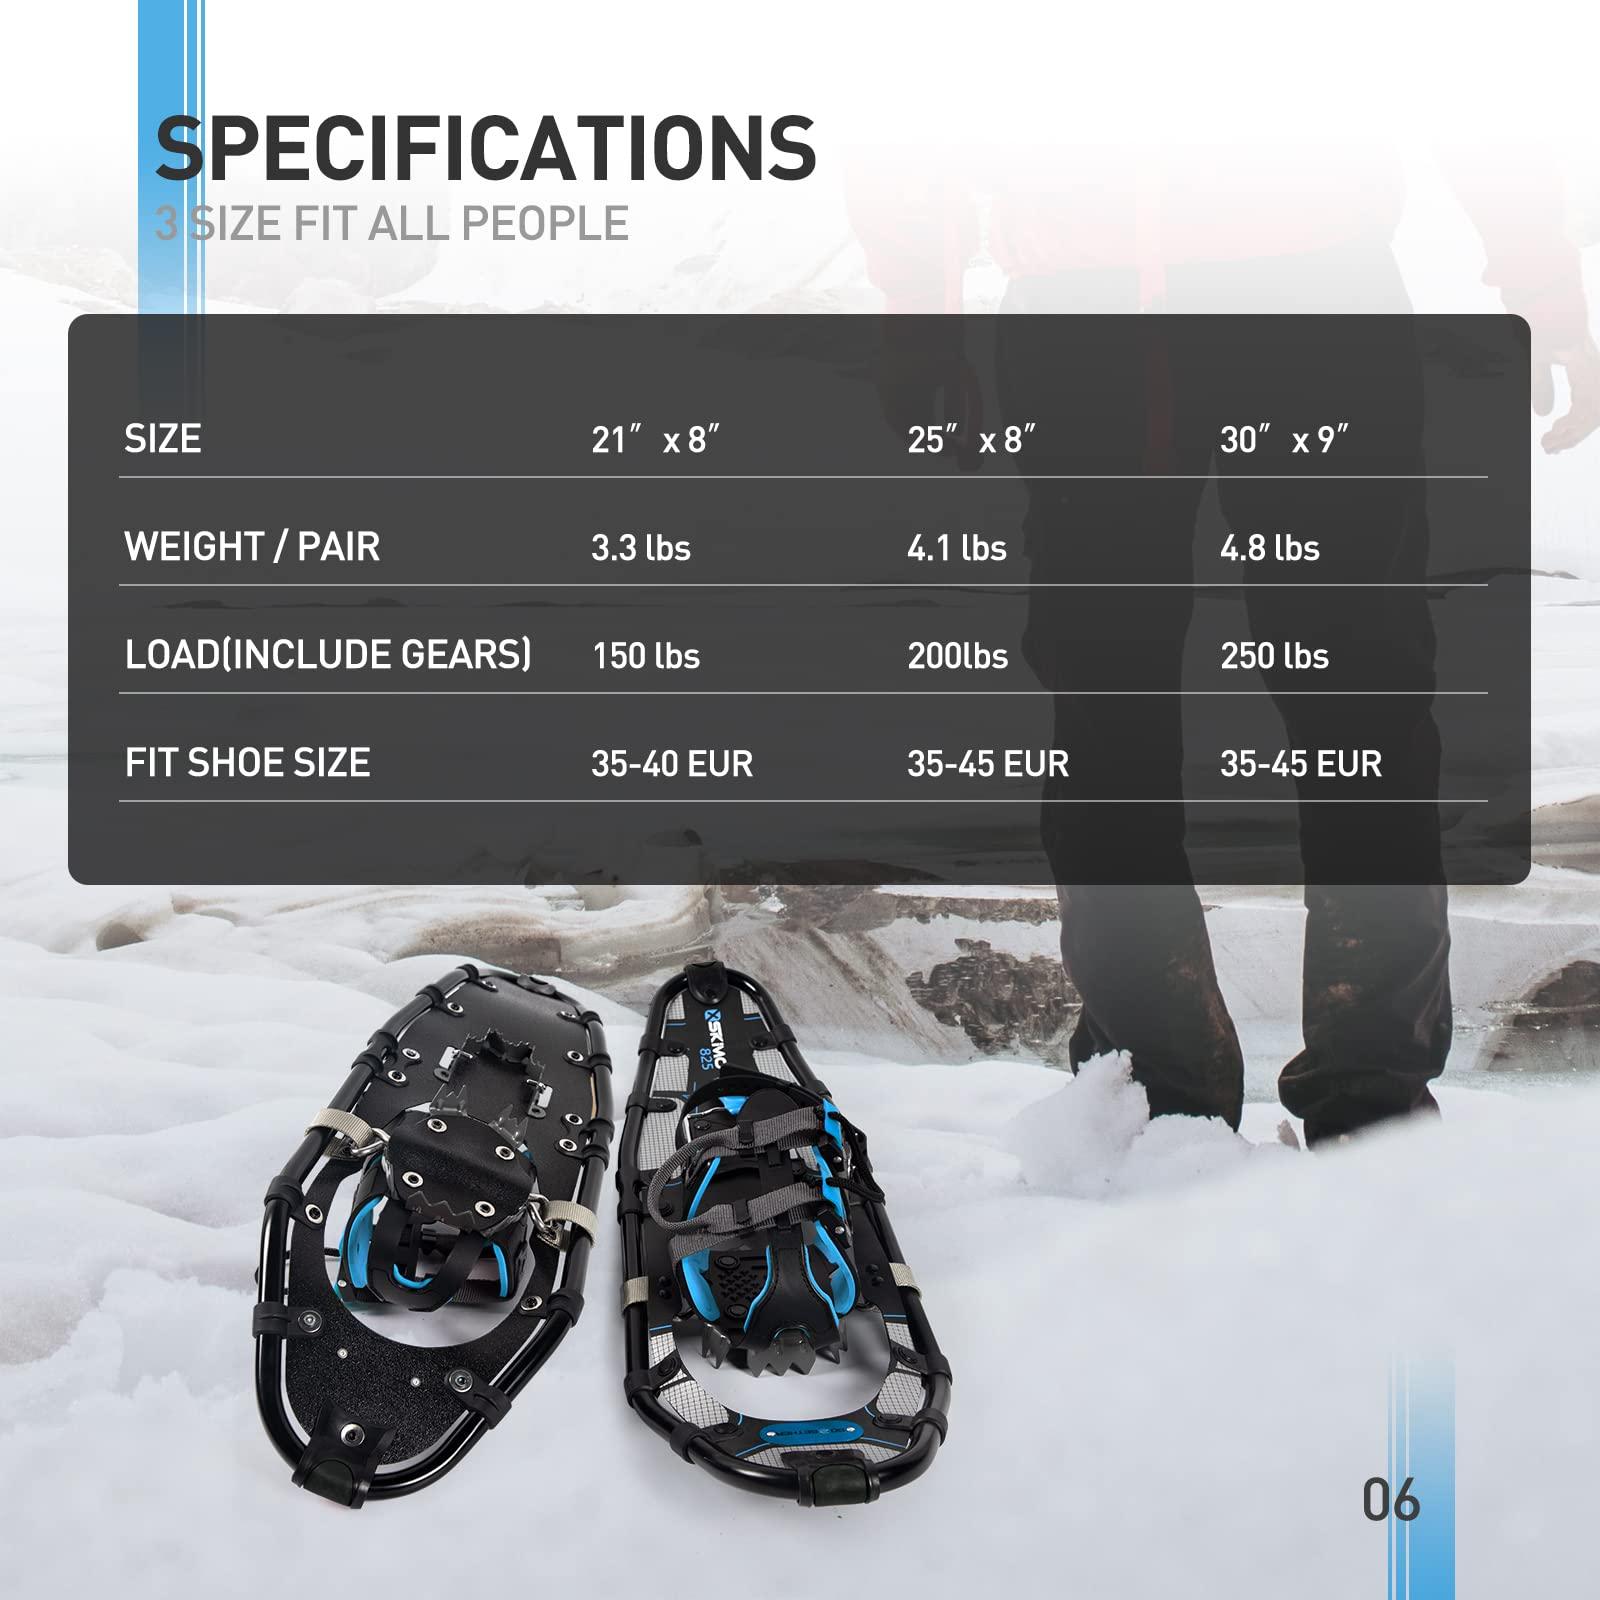 SPECIFICATIONS
3 SIZE FIT ALL PEOPLE
SIZE 21″ x 8″ 25″ x 8″ 30″ x 9″
WEIGHT / PAIR 3.3 lbs 4.1 lbs 4.8 lbs
LOAD(INCLUDE GEARS) 150 lbs 200lbs 250 lbs
FIT SHOE SIZE 35-40 EUR 35-45 EUR 35-45 EUR
825
06